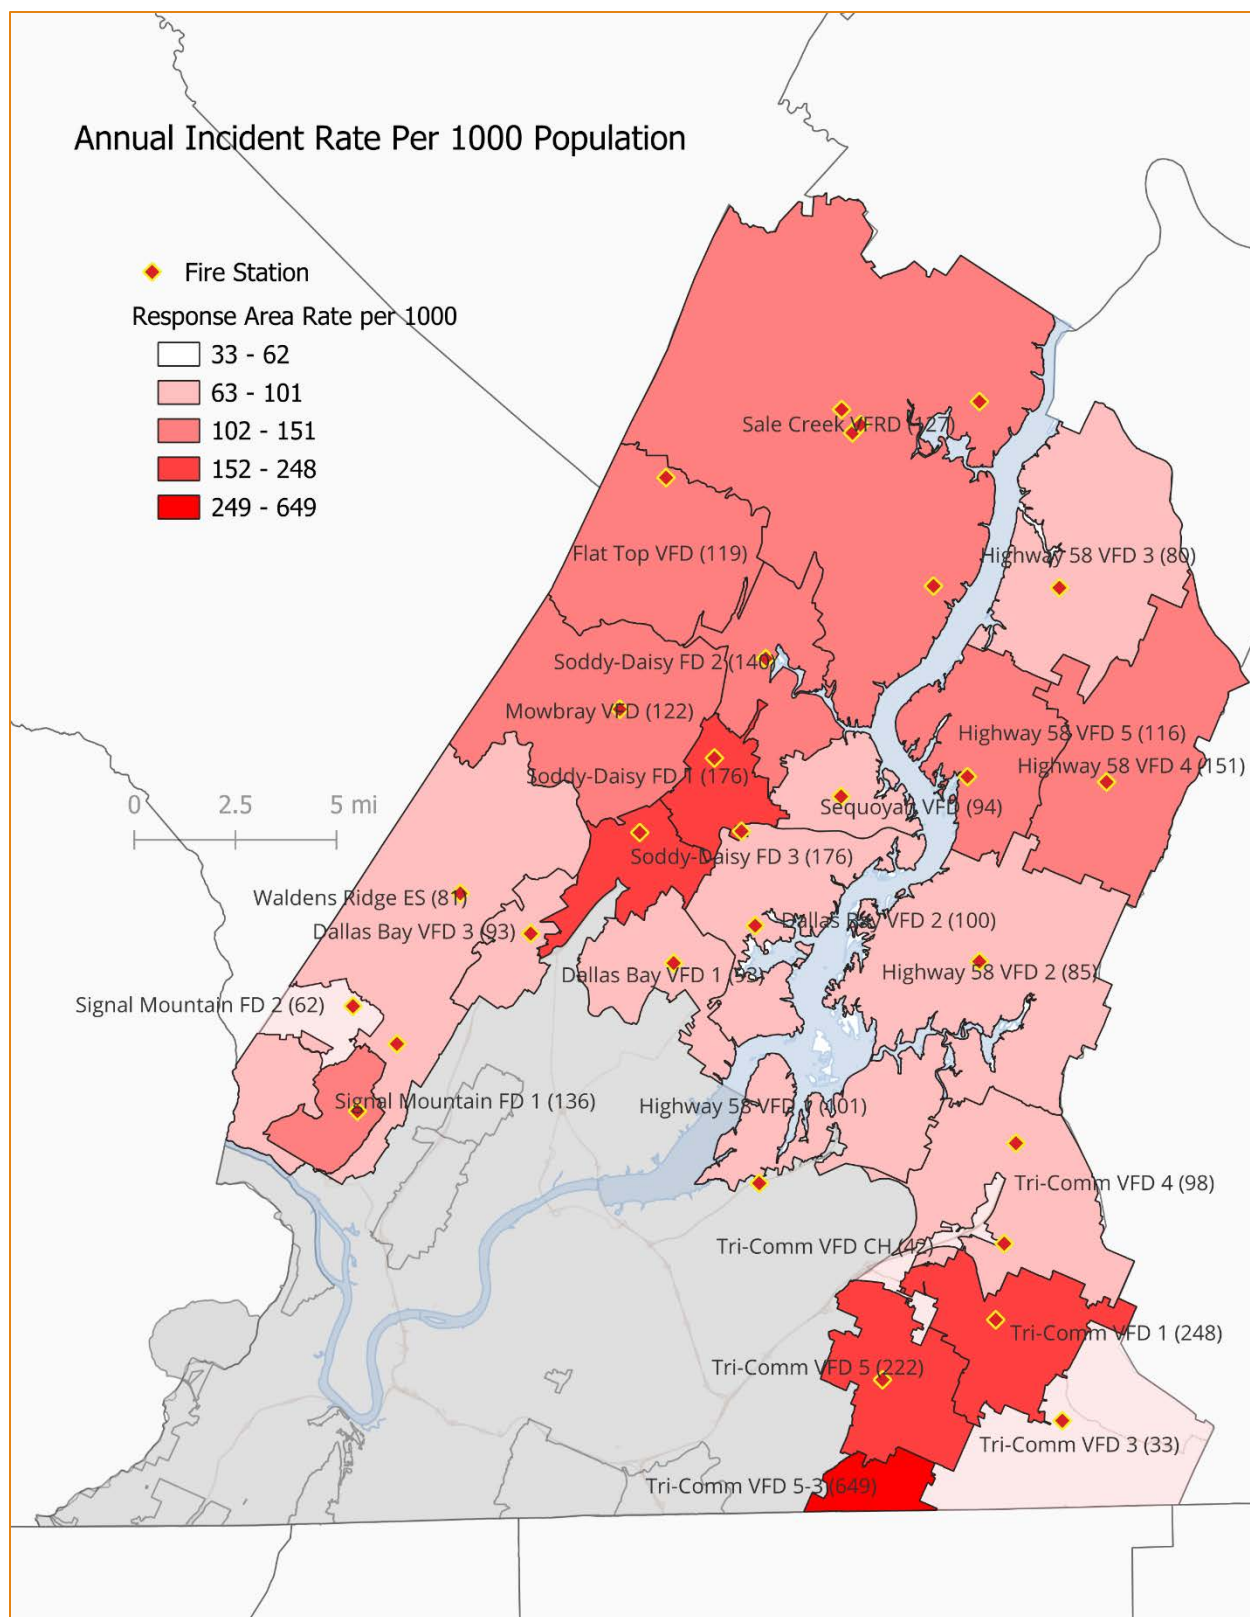 Annual Incident Rate Per 1000 Population
Fire Station
Response Area Rate per 1000
33 - 62
63 - 101
102 - 151
152 - 248
249 - 649
Sale Creek VFRD (127)
Flat Top VFD (119)
Highway 58 VFD 3 (80)
Soddy-Daisy FD 2 (140)
Mowbray VFD (122)
Highway 58 VFD 5 (116)
Highway 58 VFD 4 (151)
Soddy-Daisy FD 1 (176)
0 2.5 5 mi
Sequoyah VFD (94)
Soddy-Daisy FD 3 (176)
Waldens Ridge ES (81)
Dallas Bay VFD 3 (93)
Dallas Bay VFD 2 (100)
Dallas Bay VFD 1
Highway 58 VFD 2 (85)
Signal Mountain FD 2 (62)
Signal Mountain FD 1 (136)
Highway 58 VFD 1 (101)
Tri-Comm VFD 4 (98)
Tri-Comm VFD CH (42)
Tri-Comm VFD 1 (248)
Tri-Comm VFD 5 (222)
Tri-Comm VFD 3 (33)
Tri-Comm VFD 5-3 (649)